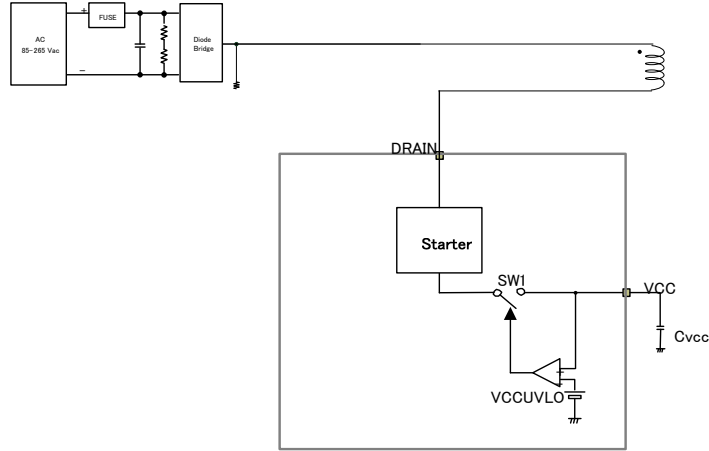 AC
85-265 Vac
+
FUSE
−
Diode
Bridge
DRAIN
Starter
SW1
VCC
Cvcc
+
VCCUVLO